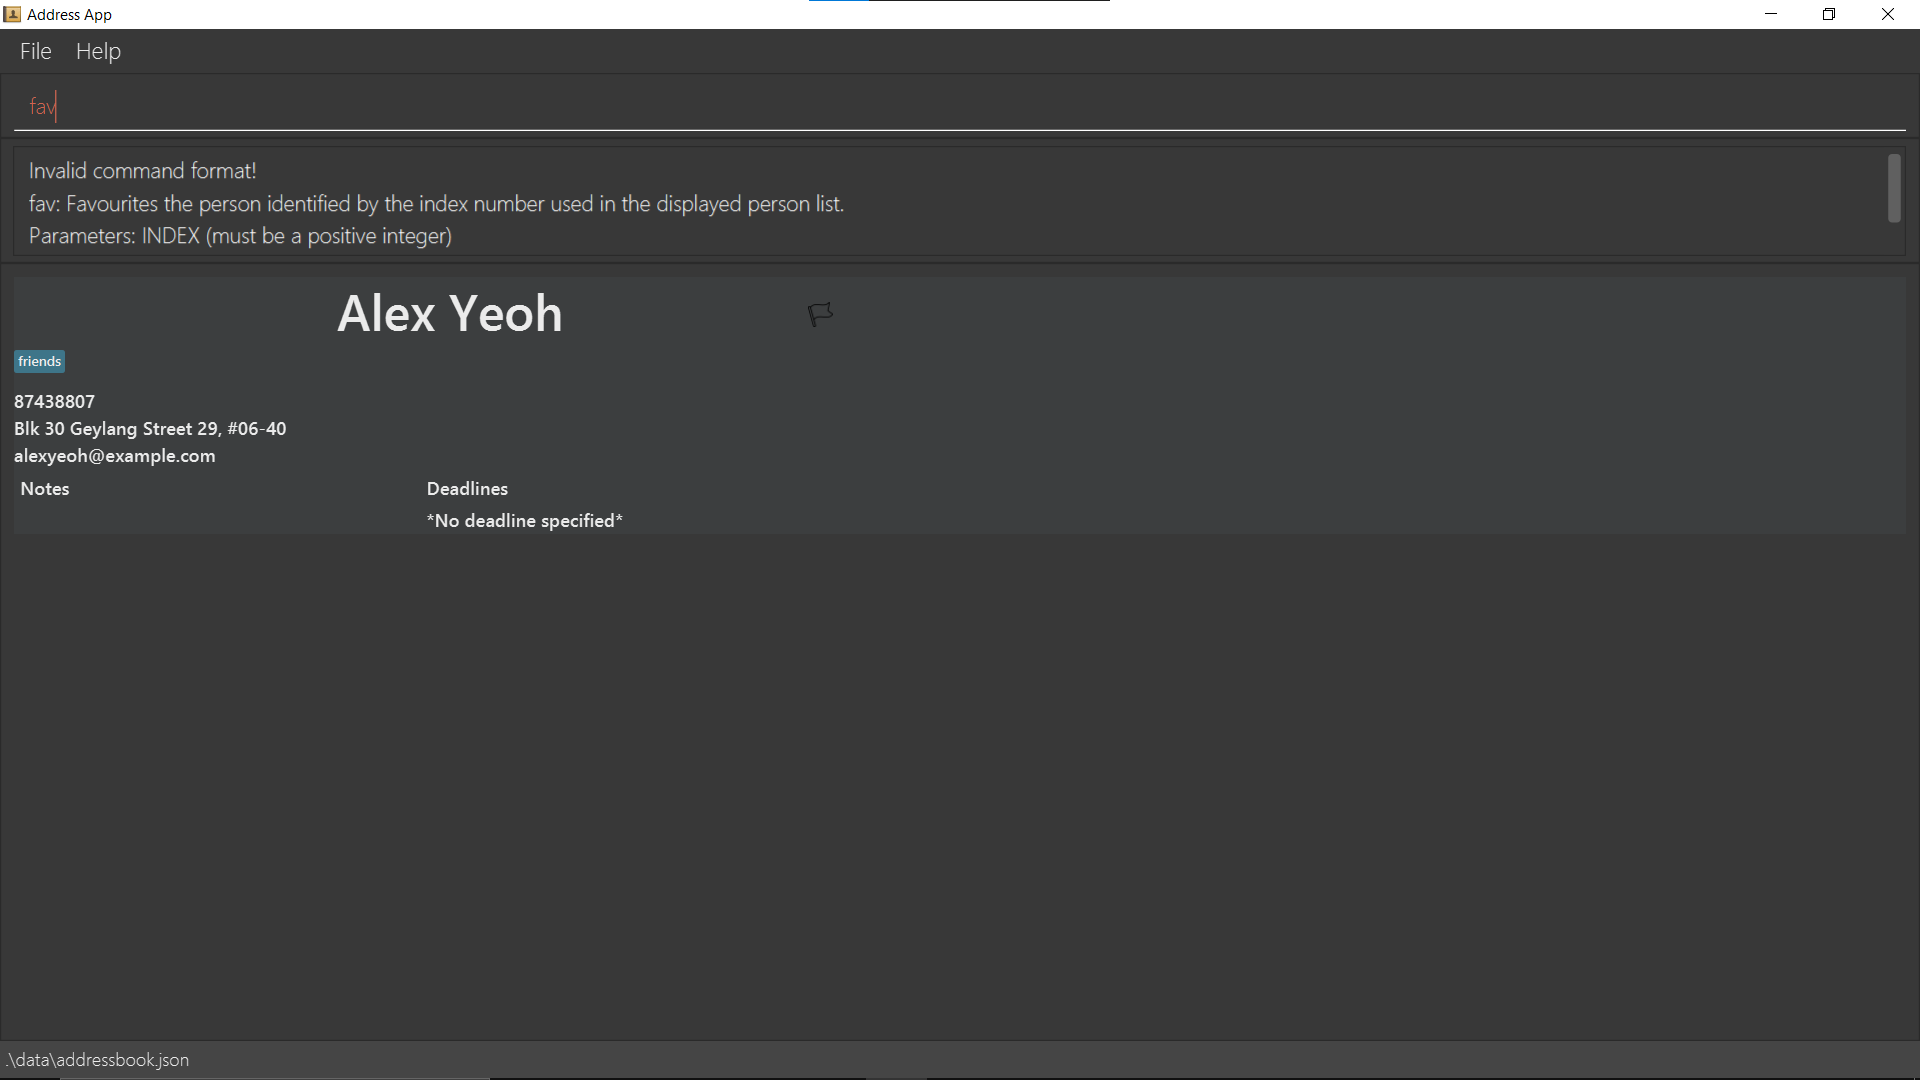 Address App
File Help
fav
Invalid command format!
fav: Favourites the person identified by the index number used in the displayed person list.
Parameters: INDEX (must be a positive integer)
Alex Yeoh
friends
87438807
Blk 30 Geylang Street 29, #06-40
alexyeoh@example.com
Notes Deadlines
*No deadline specified*
.\data\addressbook.json